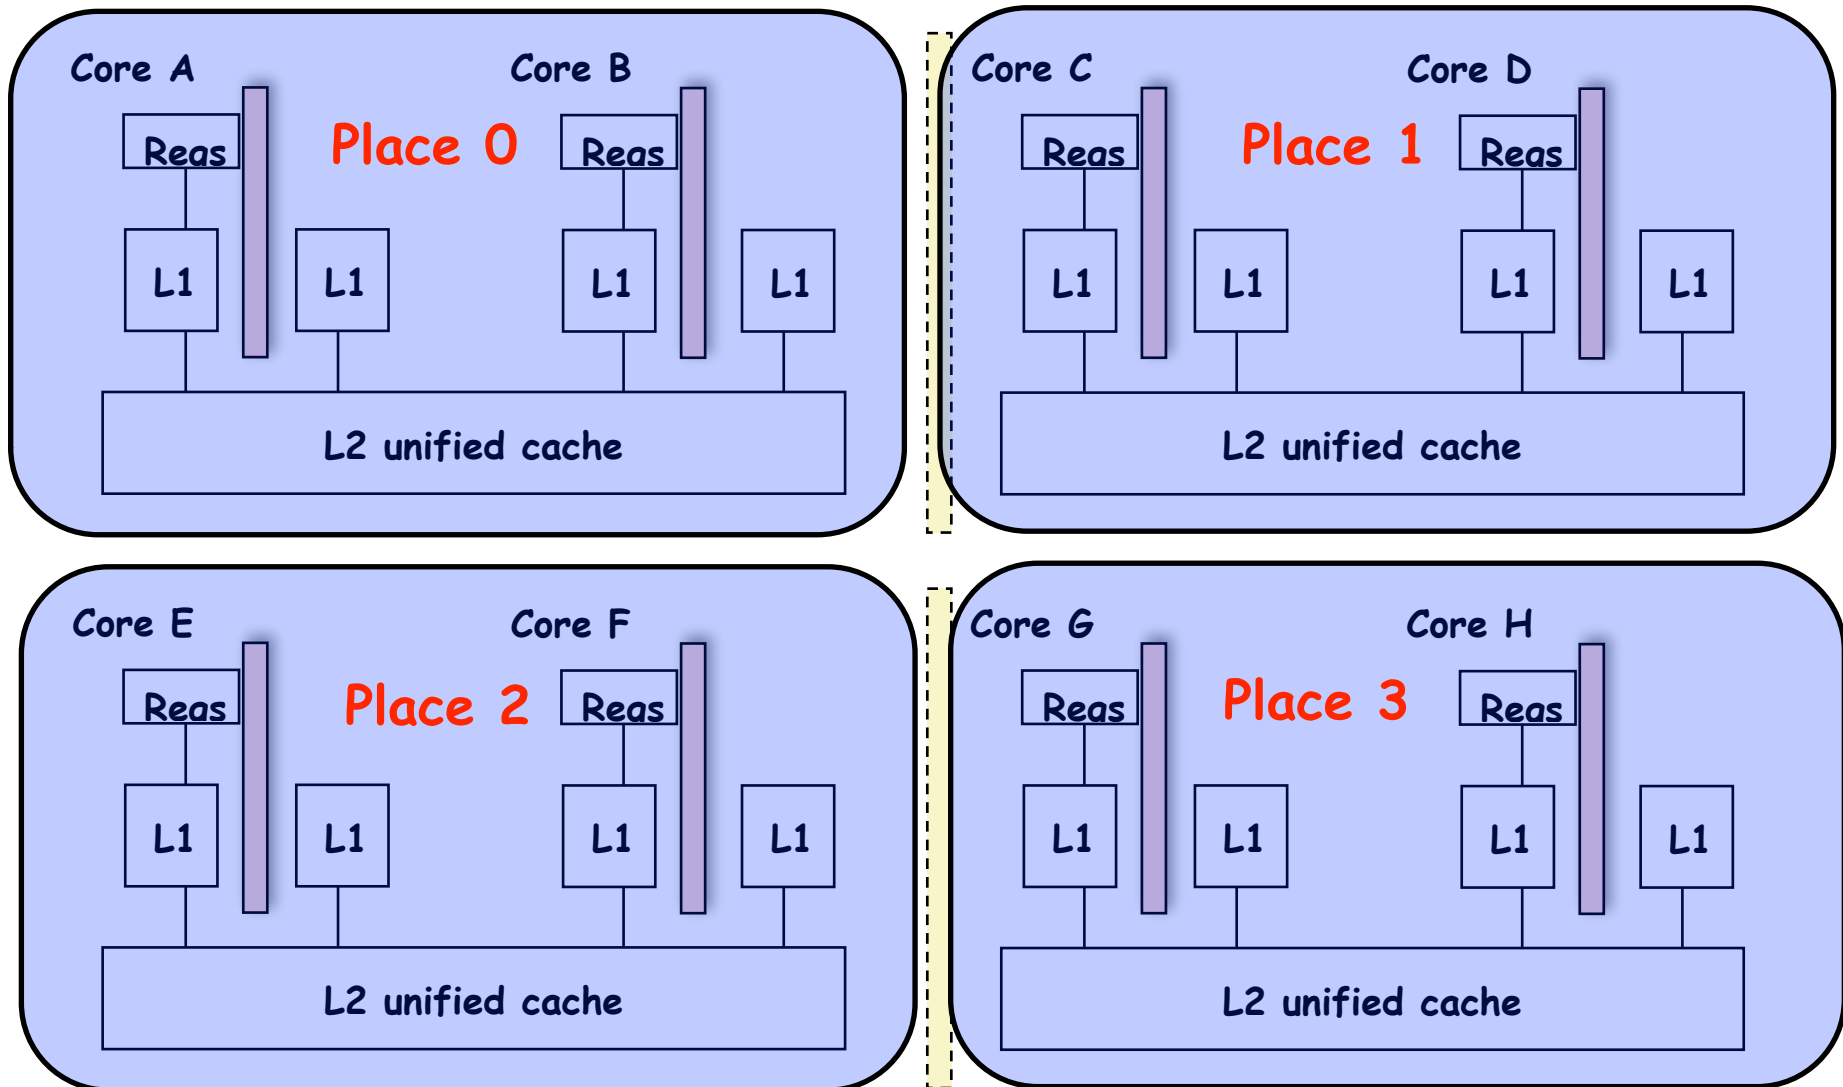 Core A
Core B
Regs
Place 0
Regs
L1
L1
L1
L1
L2 unified cache
Core C
Core D
Regs
Place 1
Regs
L1
L1
L1
L1
L2 unified cache
Core E
Core F
Regs
Place 2
Regs
L1
L1
L1
L1
L2 unified cache
Core G
Core H
Regs
Place 3
Regs
L1
L1
L1
L1
L2 unified cache